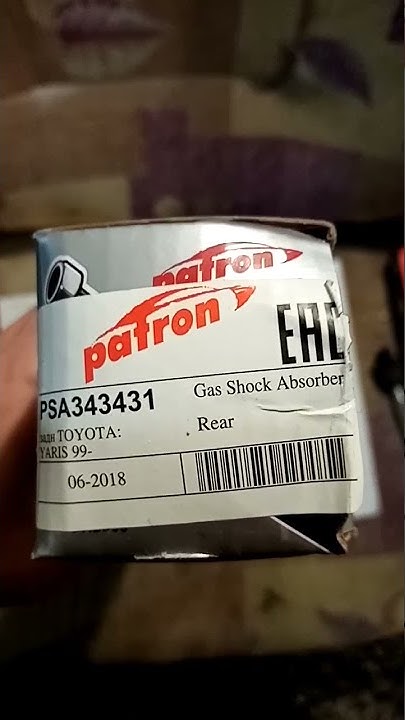 patron
patron
EAC
PSA343431
Gas Shock Absorber
задн TOYOTA:
YARIS 99-
Rear
06-2018